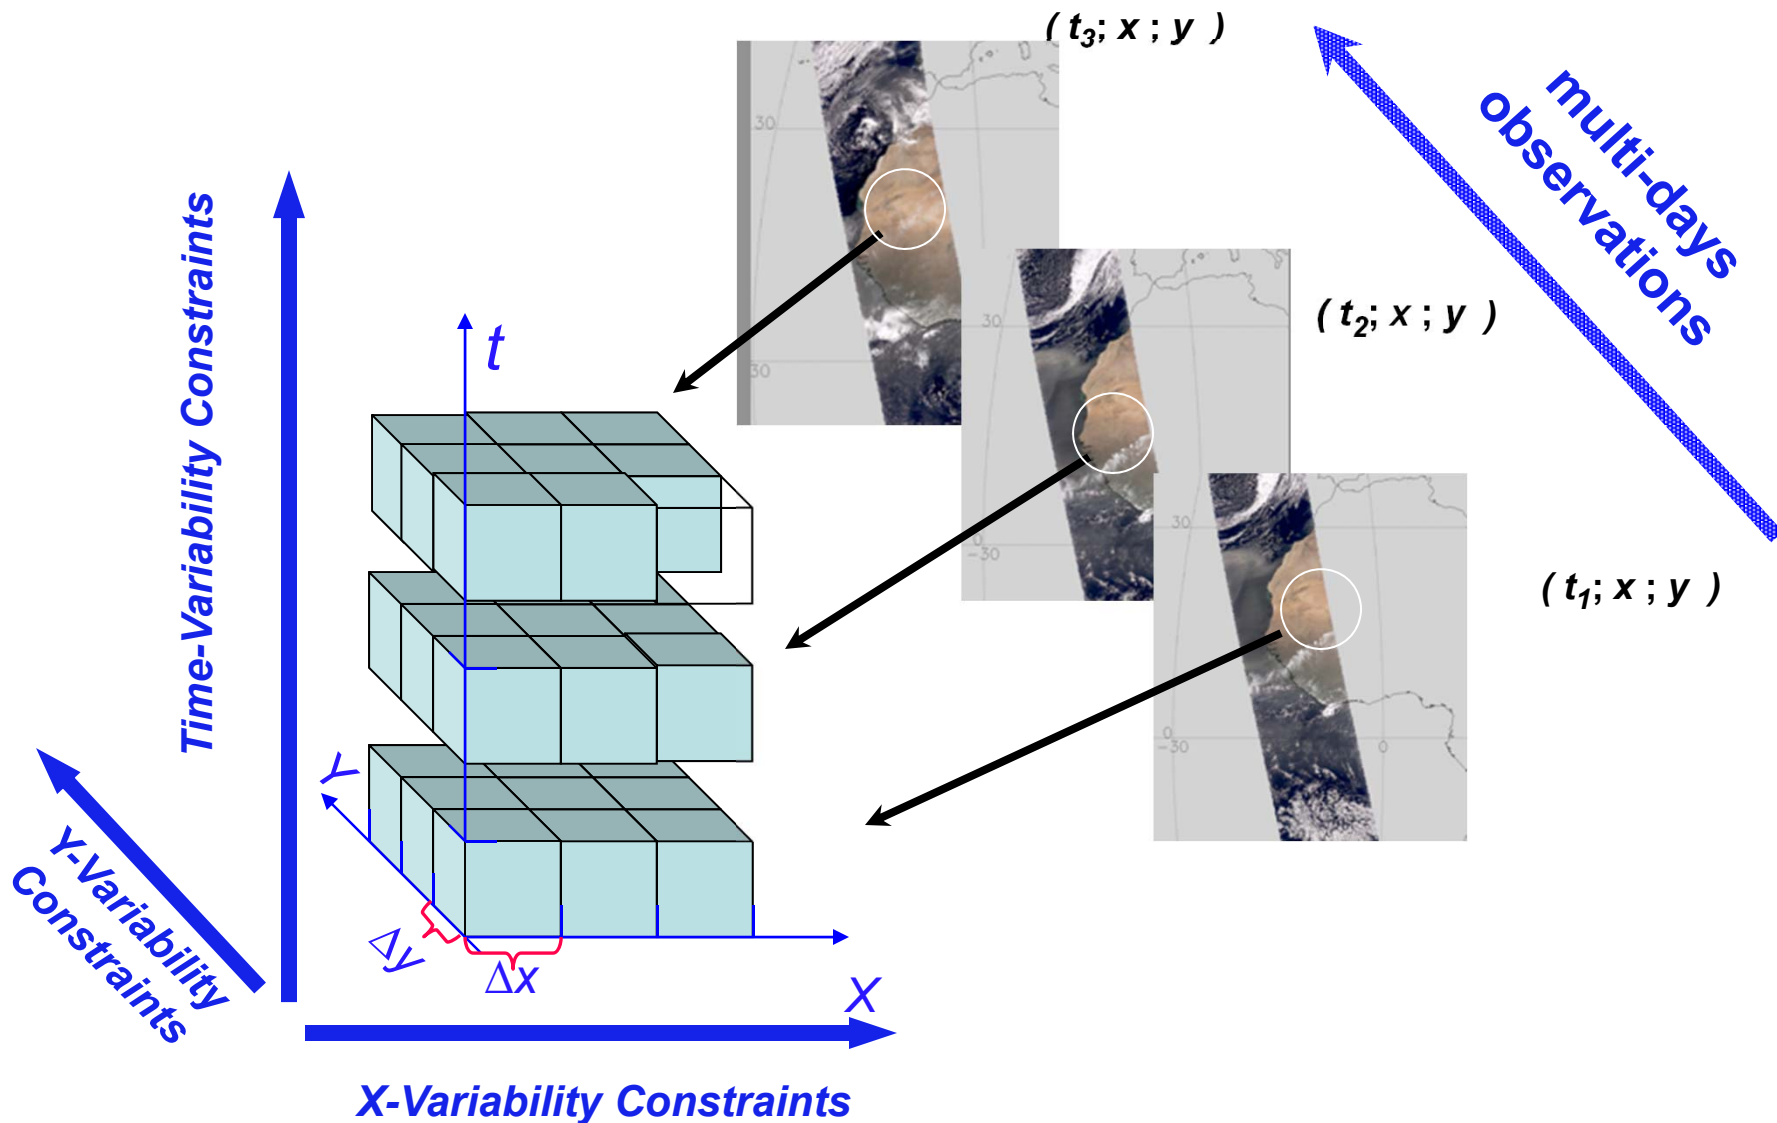 ( t3; x ; y )
multi-days
observations
30
30
( t2; x ; y )
30
0
-30
( t1; x ; y )
30
0
-30
0
Time-Variability Constraints
t
Y
Y-Variability
Constraints
Δy
Δx
X
X-Variability Constraints